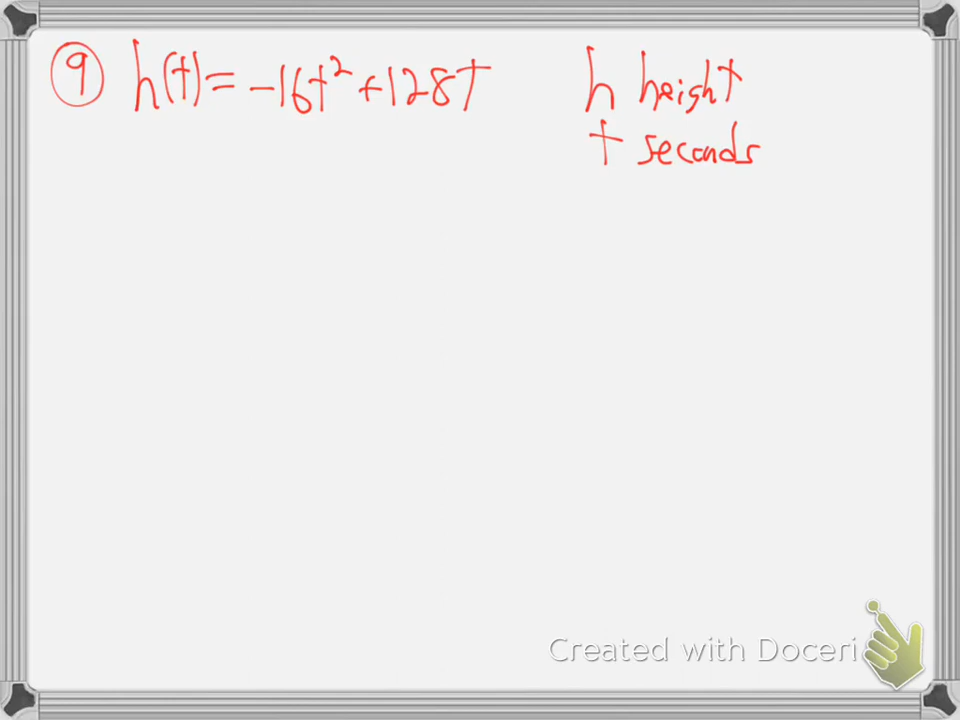 9 h(t) = -16t² + 128t
h height
t seconds
Created with Doceri